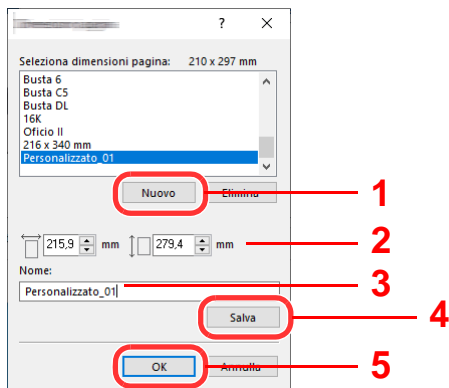 ? ×
Seleziona dimensioni pagina: 210 x 297 mm
Busta 6
Busta C5
Busta DL
16K
Oficio II
216 x 340 mm
Personalizzato_01
Nuovo Elimina 1
215,9 mm 279,4 mm 2
Nome:
Personalizzato_01 3
Salva 4
OK Annulla 5